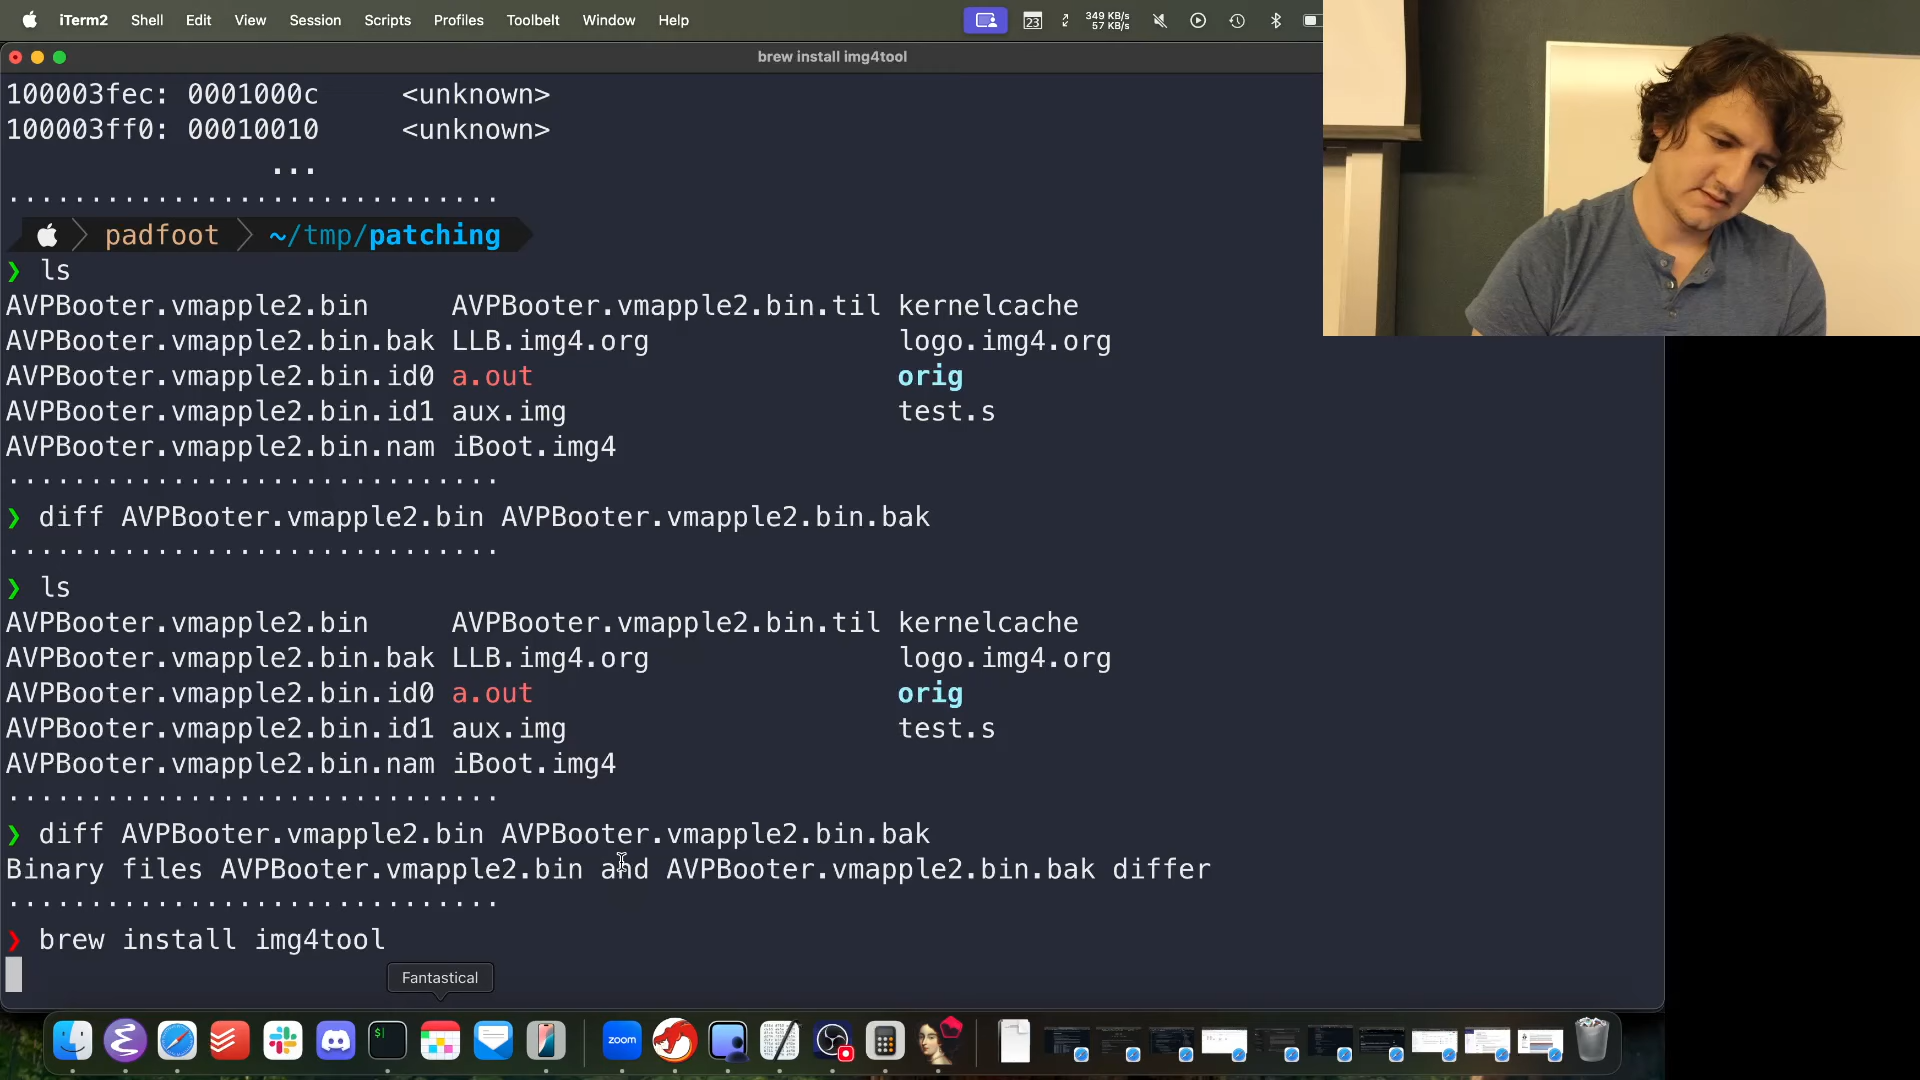 iTerm2 Shell Edit View Session Scripts Profiles Toolbelt Window Help 23 349 KB/s
57 KB/s
brew install img4tool
100003fec: 0001000c <unknown>
100003ff0: 00010010 <unknown>
...
padfoot ~/tmp/patching
❯ ls
AVPBooter.vmapple2.bin AVPBooter.vmapple2.bin.til kernelcache
AVPBooter.vmapple2.bin.bak LLB.img4.org logo.img4.org
AVPBooter.vmapple2.bin.id0 a.out orig
AVPBooter.vmapple2.bin.id1 aux.img test.s
AVPBooter.vmapple2.bin.nam iBoot.img4
❯ diff AVPBooter.vmapple2.bin AVPBooter.vmapple2.bin.bak
❯ ls
AVPBooter.vmapple2.bin AVPBooter.vmapple2.bin.til kernelcache
AVPBooter.vmapple2.bin.bak LLB.img4.org logo.img4.org
AVPBooter.vmapple2.bin.id0 a.out orig
AVPBooter.vmapple2.bin.id1 aux.img test.s
AVPBooter.vmapple2.bin.nam iBoot.img4
❯ diff AVPBooter.vmapple2.bin AVPBooter.vmapple2.bin.bak
Binary files AVPBooter.vmapple2.bin and AVPBooter.vmapple2.bin.bak differ
❯ brew install img4tool
Fantastical
$
zoom